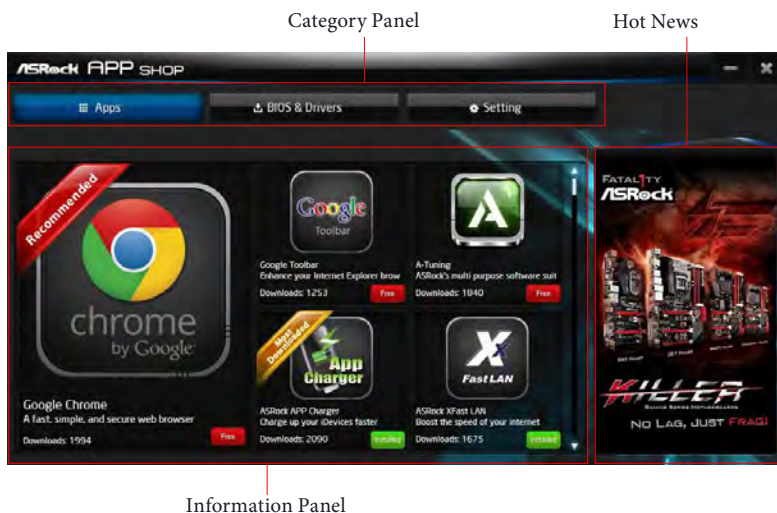 Category Panel
Hot News
ASRock APP SHOP
Apps
BIOS & Drivers
Setting
Recommended
chrome
by Google
Google Chrome
A fast, simple, and secure web browser
Downloads: 1994
Free
Google
Toolbar
Google Toolbar
Enhance your Internet Explorer brow
Downloads: 1253
Free
A
A-Tuning
ASRock's multi purpose software suit
Downloads: 1840
Free
Most
Downloaded
App
Charger
ASRock APP Charger
Charge up your iDevices faster
Downloads: 2090
Installed
X
Fast LAN
ASRock XFast LAN
Boost the speed of your internet
Downloads: 1675
Installed
FATAL1TY
ASRock
KILLER
GAMING SERIES MOTHERBOARDS
NO LAG, JUST FRAG!
Information Panel